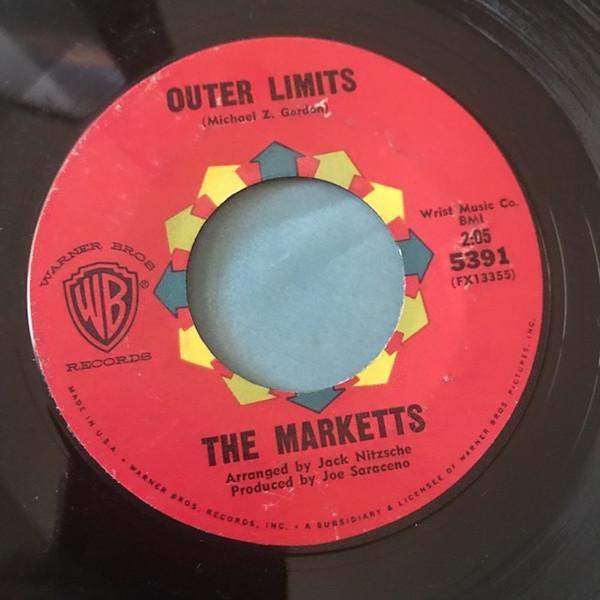 OUTER LIMITS
(Michael Z. Gordon)
Wrist Music Co.
BMI
2:05
5391
(FX13355)
WARNER BROS
WB
®
RECORDS
THE MARKETTS
Arranged by Jack Nitzsche
Produced by Joe Saraceno
MADE IN U.S.A. • WARNER BROS. RECORDS, INC. • A SUBSIDIARY & LICENSEE OF WARNER BROS. PICTURES, INC.